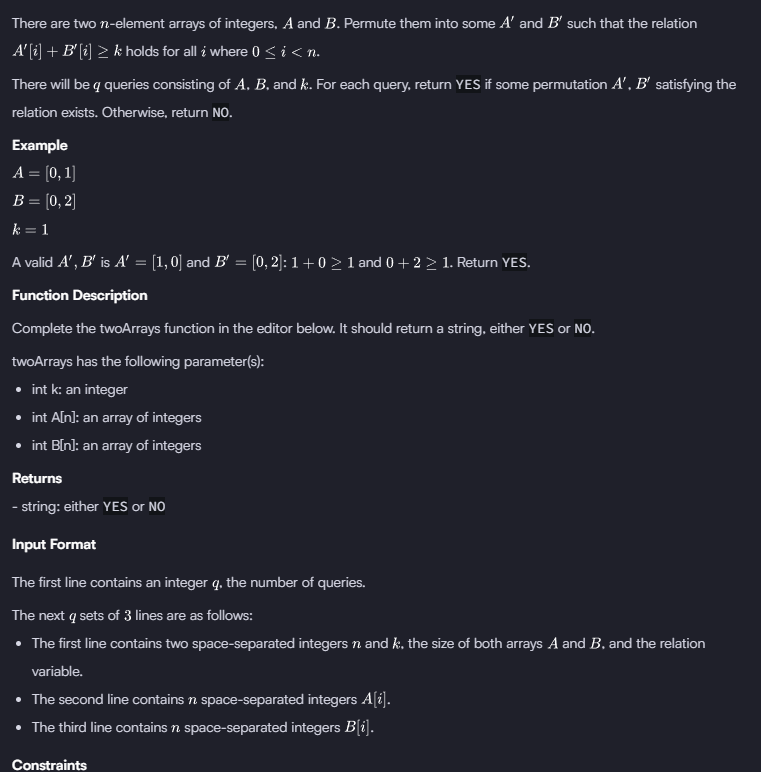 There are two n-element arrays of integers, A and B. Permute them into some A′ and B′ such that the relation
A′[i] + B′[i] ≥ k holds for all i where 0 ≤ i < n.
There will be q queries consisting of A, B, and k. For each query, return YES if some permutation A′, B′ satisfying the
relation exists. Otherwise, return NO.
Example
A = [0, 1]
B = [0, 2]
k = 1
A valid A′, B′ is A′ = [1, 0] and B′ = [0, 2]: 1 + 0 ≥ 1 and 0 + 2 ≥ 1. Return YES.
Function Description
Complete the twoArrays function in the editor below. It should return a string, either YES or NO.
twoArrays has the following parameter(s):
• int k: an integer
• int A[n]: an array of integers
• int B[n]: an array of integers
Returns
- string: either YES or NO
Input Format
The first line contains an integer q, the number of queries.
The next q sets of 3 lines are as follows:
• The first line contains two space-separated integers n and k, the size of both arrays A and B, and the relation
variable.
• The second line contains n space-separated integers A[i].
• The third line contains n space-separated integers B[i].
Constraints